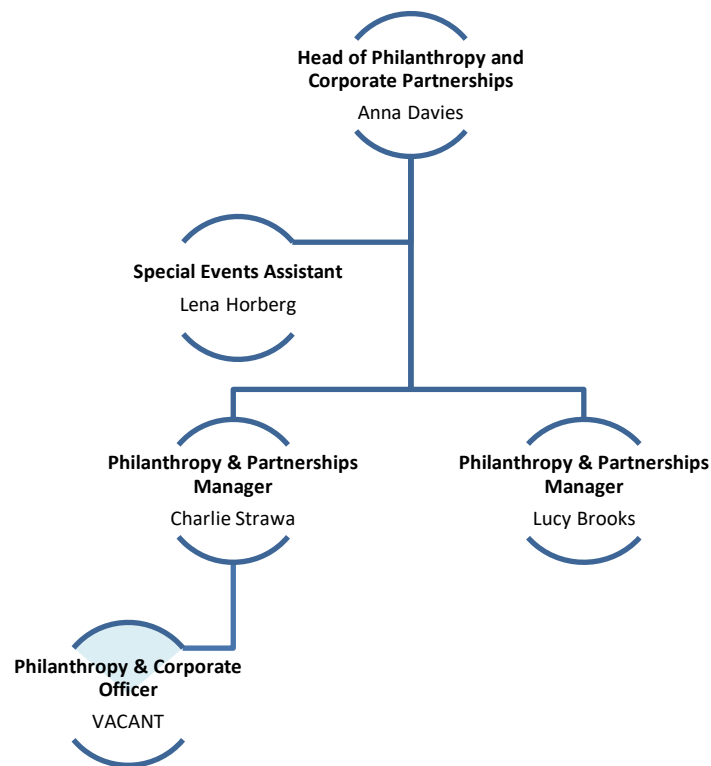 Head of Philanthropy and
Corporate Partnerships
Anna Davies
Special Events Assistant
Lena Horberg
Philanthropy & Partnerships
Manager
Charlie Strawa
Philanthropy & Partnerships
Manager
Lucy Brooks
Philanthropy & Corporate
Officer
VACANT